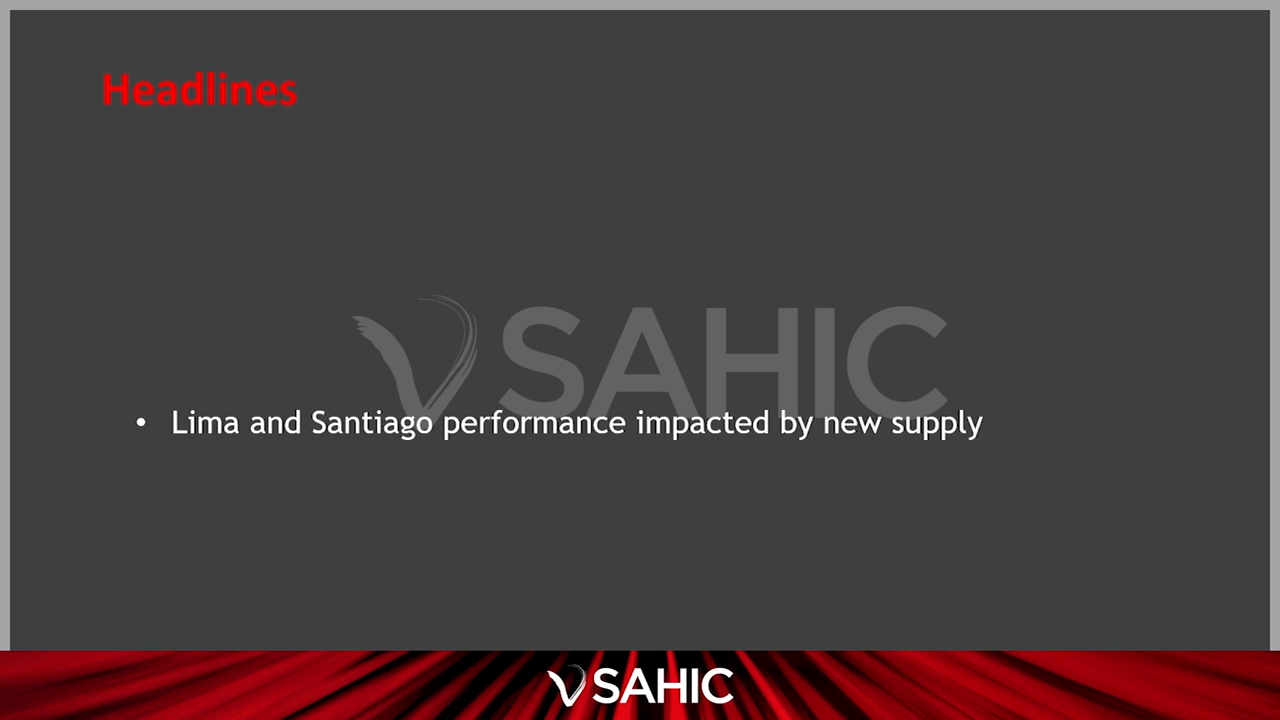 Headlines
SAHIC
• Lima and Santiago performance impacted by new supply
SAHIC